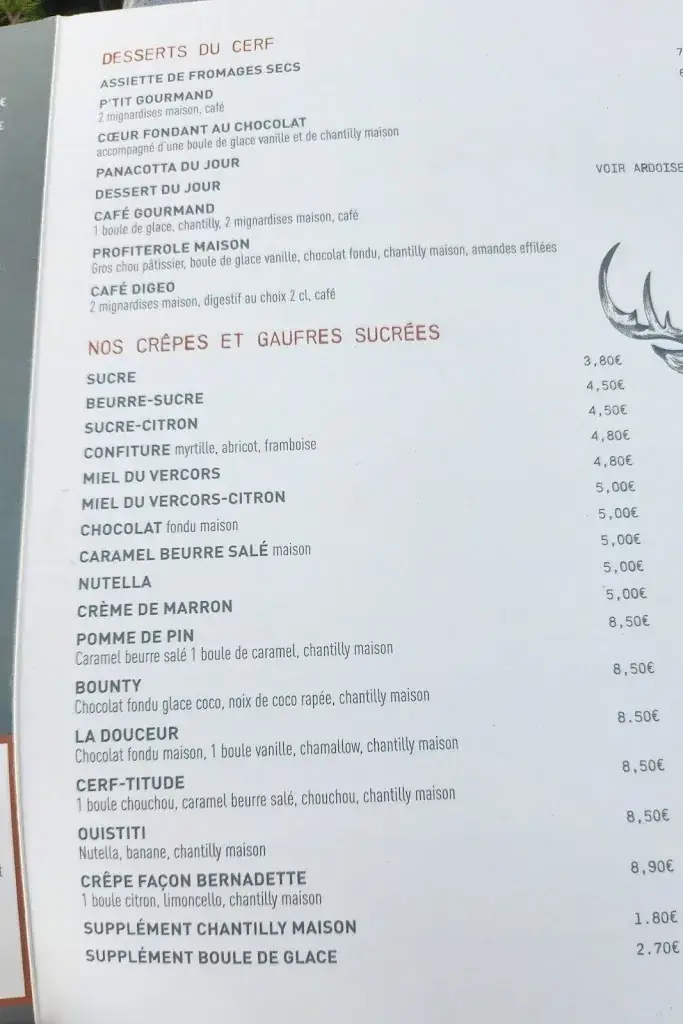 DESSERTS DU CERF
ASSIETTE DE FROMAGES SECS
P'TIT GOURMAND
2 mignardises maison, café
CŒUR FONDANT AU CHOCOLAT
accompagné d'une boule de glace vanille et de chantilly maison
PANACOTTA DU JOUR
DESSERT DU JOUR
VOIR ARDOISE
CAFÉ GOURMAND
1 boule de glace, chantilly, 2 mignardises maison, café
PROFITEROLE MAISON
Gros chou pâtissier, boule de glace vanille, chocolat fondu, chantilly maison, amandes effilées
CAFÉ DIGEO
2 mignardises maison, digestif au choix 2 cl, café
NOS CRÊPES ET GAUFRES SUCRÉES
SUCRE 3,80€
BEURRE-SUCRE 4,50€
SUCRE-CITRON 4,50€
CONFITURE myrtille, abricot, framboise 4,80€
MIEL DU VERCORS 4,80€
MIEL DU VERCORS-CITRON 5,00€
CHOCOLAT fondu maison 5,00€
CARAMEL BEURRE SALÉ maison 5,00€
NUTELLA 5,00€
CRÈME DE MARRON 5,00€
POMME DE PIN 8,50€
Caramel beurre salé 1 boule de caramel, chantilly maison
BOUNTY 8,50€
Chocolat fondu glace coco, noix de coco rapée, chantilly maison
LA DOUCEUR 8.50€
Chocolat fondu maison, 1 boule vanille, chamallow, chantilly maison
CERF-TITUDE 8,50€
1 boule chouchou, caramel beurre salé, chouchou, chantilly maison
OUISTITI 8,50€
Nutella, banane, chantilly maison
CRÊPE FAÇON BERNADETTE 8,90€
1 boule citron, limoncello, chantilly maison
SUPPLÉMENT CHANTILLY MAISON 1.80€
SUPPLÉMENT BOULE DE GLACE 2.70€